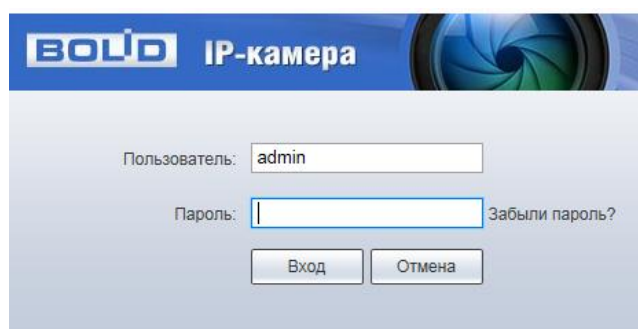 BOLID IP-камера
Пользователь: admin
Пароль: Забыли пароль?
Вход Отмена